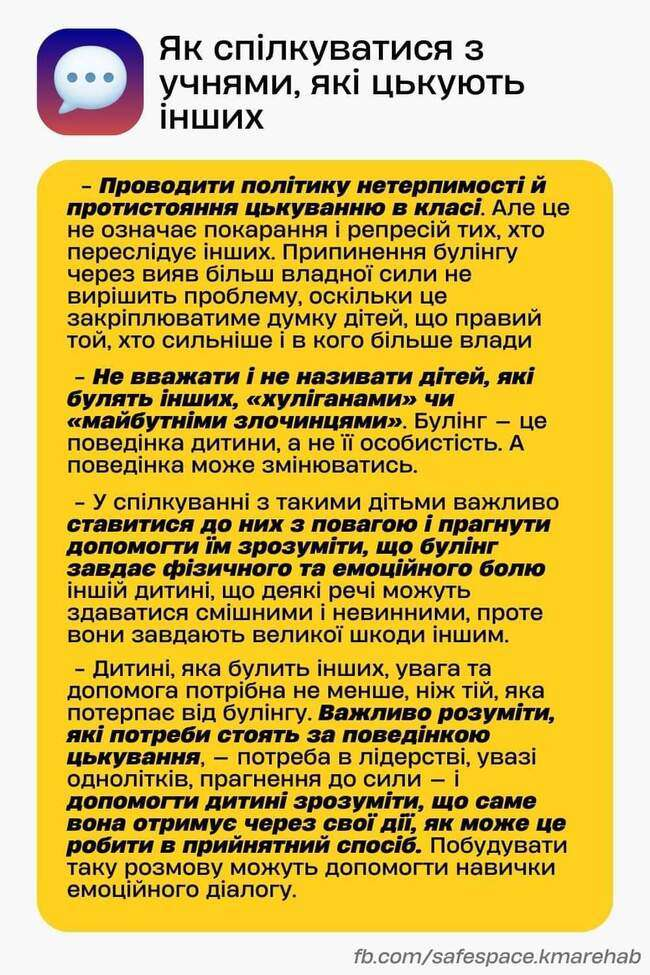 Як спілкуватися з
учнями, які цькують
інших
– Проводити політику нетерпимості й
протистояння цькуванню в класі. Але це
не означає покарання і репресій тих, хто
переслідує інших. Припинення булінгу
через вияв більш владної сили не
вирішить проблему, оскільки це
закріплюватиме думку дітей, що правий
той, хто сильніше і в кого більше влади
– Не вважати і не називати дітей, які
булять інших, «хуліганами» чи
«майбутніми злочинцями». Булінг – це
поведінка дитини, а не її особистість. А
поведінка може змінюватись.
– У спілкуванні з такими дітьми важливо
ставитися до них з повагою і прагнути
допомогти їм зрозуміти, що булінг
завдає фізичного та емоційного болю
іншій дитині, що деякі речі можуть
здаватися смішними і невинними, проте
вони завдають великої шкоди іншим.
– Дитині, яка булить інших, увага та
допомога потрібна не менше, ніж тій, яка
потерпає від булінгу. Важливо розуміти,
які потреби стоять за поведінкою
цькування, – потреба в лідерстві, увазі
однолітків, прагнення до сили – і
допомогти дитині зрозуміти, що саме
вона отримує через свої дії, як може це
робити в прийнятний спосіб. Побудувати
таку розмову можуть допомогти навички
емоційного діалогу.
fb.com/safespace.kmarehab